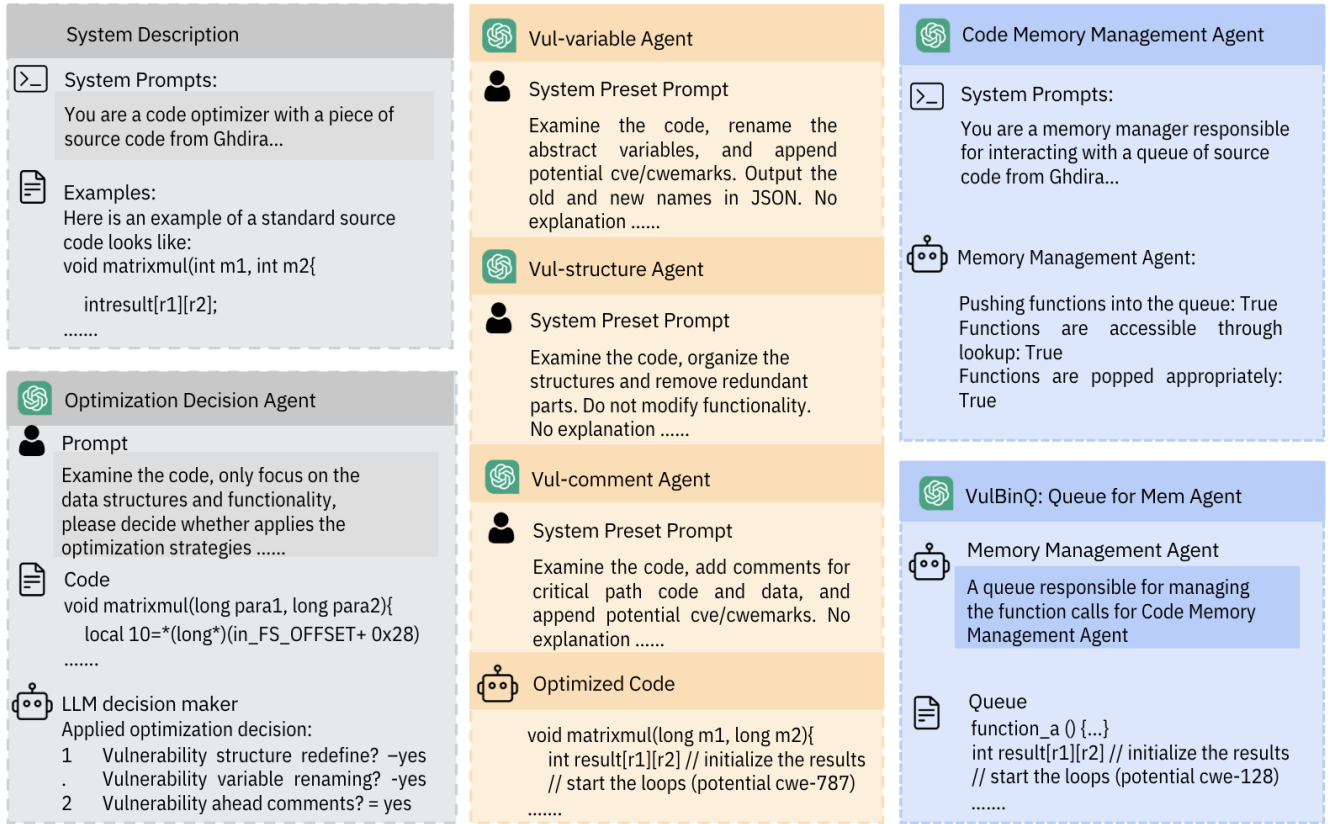 System Description
System Prompts:
You are a code optimizer with a piece of
source code from Ghdira...
Examples:
Here is an example of a standard source
code looks like:
void matrixmul(int m1, int m2{
intresult[r1][r2];
.......
Optimization Decision Agent
Prompt
Examine the code, only focus on the
data structures and functionality,
please decide whether applies the
optimization strategies ......
Code
void matrixmul(long para1, long para2){
local 10=*(long*)(in_FS_OFFSET+ 0x28)
.......
LLM decision maker
Applied optimization decision:
1 Vulnerability structure redefine? –yes
. Vulnerability variable renaming? -yes
2 Vulnerability ahead comments? = yes
Vul-variable Agent
System Preset Prompt
Examine the code, rename the
abstract variables, and append
potential cve/cwemarks. Output the
old and new names in JSON. No
explanation ......
Vul-structure Agent
System Preset Prompt
Examine the code, organize the
structures and remove redundant
parts. Do not modify functionality.
No explanation ......
Vul-comment Agent
System Preset Prompt
Examine the code, add comments for
critical path code and data, and
append potential cve/cwemarks. No
explanation ......
Optimized Code
void matrixmul(long m1, long m2){
int result[r1][r2] // initialize the results
// start the loops (potential cwe-787)
.......
Code Memory Management Agent
System Prompts:
You are a memory manager responsible
for interacting with a queue of source
code from Ghdira...
Memory Management Agent:
Pushing functions into the queue: True
Functions are accessible through
lookup: True
Functions are popped appropriately:
True
VulBinQ: Queue for Mem Agent
Memory Management Agent
A queue responsible for managing
the function calls for Code Memory
Management Agent
Queue
function_a () {...}
int result[r1][r2] // initialize the results
// start the loops (potential cwe-128)
.......